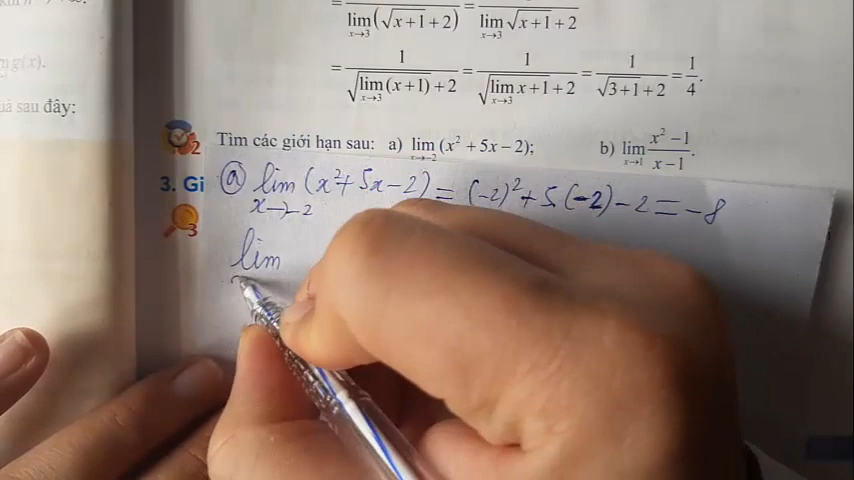 = 1/(lim x→3 (√(x+1) + 2)) = 1/(lim x→3 √(x+1) + 2)
= 1/(√(lim x→3 (x+1)) + 2) = 1/(√(lim x→3 x+1) + 2) = 1/(√(3+1) + 2) = 1/4.
g(x).
sau đây:
2 Tìm các giới hạn sau: a) lim x→-2 (x² + 5x − 2); b) lim x→1 (x² − 1)/(x − 1).
3. Gi
3
a lim x→-2 (x² + 5x − 2) = (−2)² + 5.(−2) − 2 = −8
lim